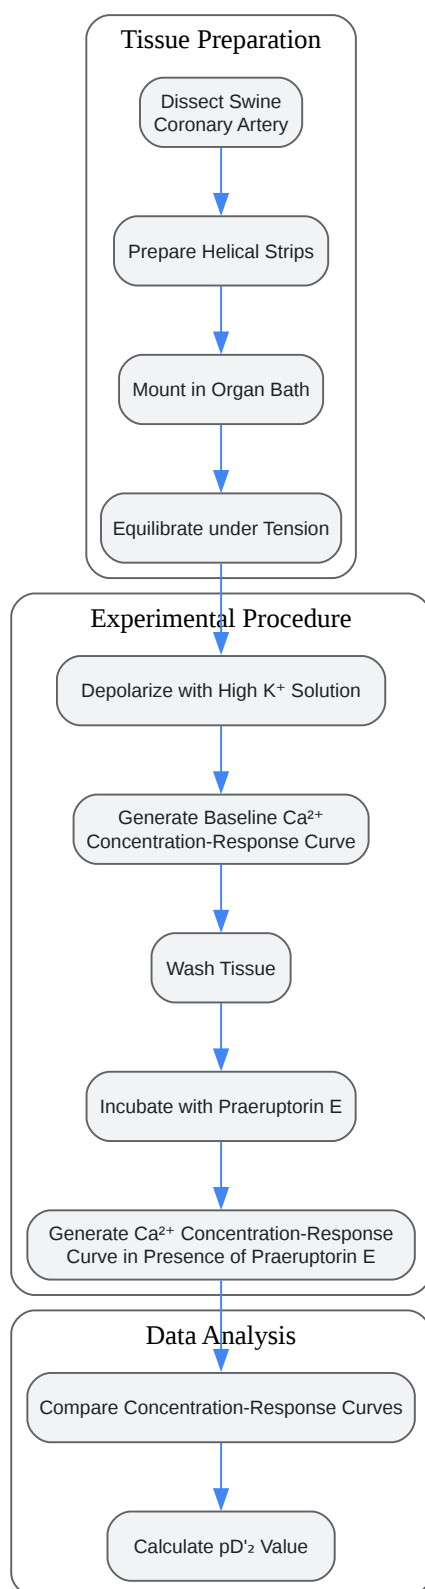 Tissue Preparation
Dissect Swine
Coronary Artery
Prepare Helical Strips
Mount in Organ Bath
Equilibrate under Tension
Experimental Procedure
Depolarize with High K⁺ Solution
Generate Baseline Ca²⁺
Concentration-Response Curve
Wash Tissue
Incubate with Praeruptorin E
Generate Ca²⁺ Concentration-Response
Curve in Presence of Praeruptorin E
Data Analysis
Compare Concentration-Response Curves
Calculate pD'₂ Value